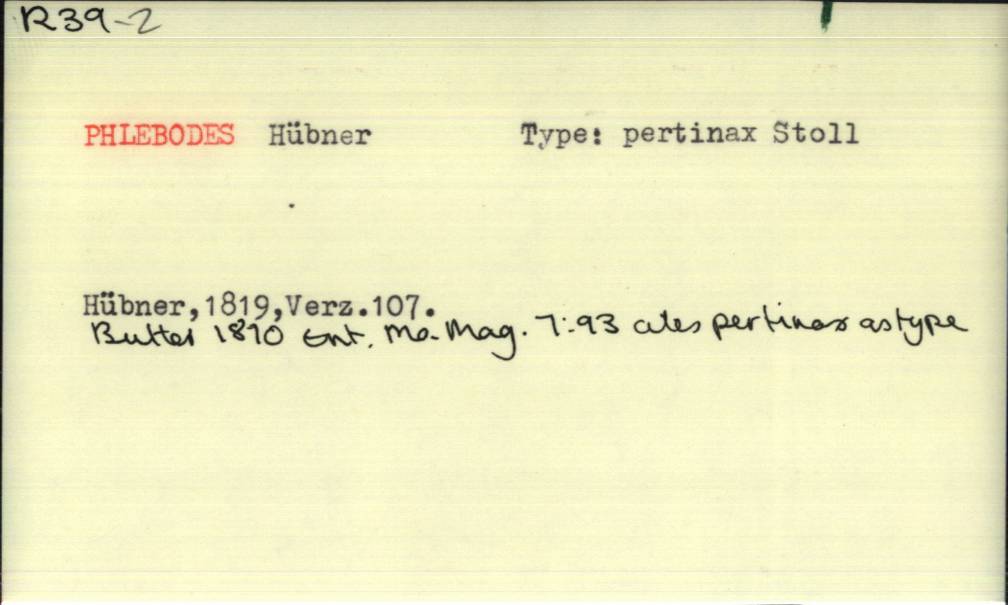 R39-2
PHLEBODES Hübner Type: pertinax Stoll
Hübner,1819,Verz.107.
Butler 1870 Ent. Mo. Mag. 7:93 cites pertinax as type